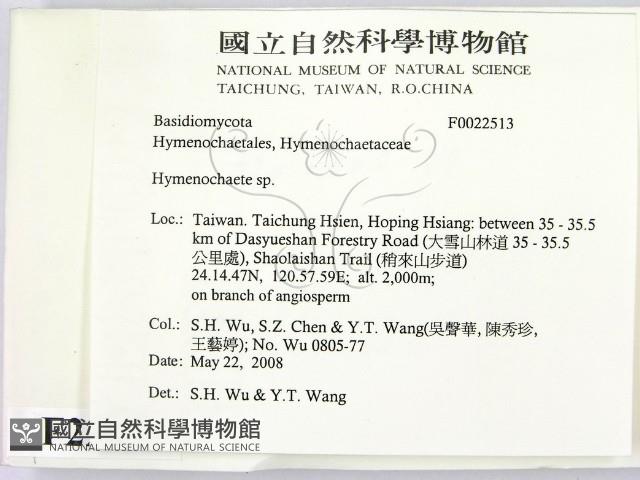 國立自然科學博物館
NATIONAL MUSEUM OF NATURAL SCIENCE
TAICHUNG, TAIWAN, R.O.CHINA
Basidiomycota F0022513
Hymenochaetales, Hymenochaetaceae
Hymenochaete sp.
Loc.: Taiwan. Taichung Hsien, Hoping Hsiang: between 35 - 35.5
km of Dasyueshan Forestry Road (大雪山林道 35 - 35.5
公里處), Shaolaishan Trail (稍來山步道)
24.14.47N, 120.57.59E; alt. 2,000m;
on branch of angiosperm
Col.: S.H. Wu, S.Z. Chen & Y.T. Wang(吳聲華, 陳秀珍,
王藝婷); No. Wu 0805-77
Date: May 22, 2008
Det.: S.H. Wu & Y.T. Wang
國立自然科學博物館
NATIONAL MUSEUM OF NATURAL SCIENCE